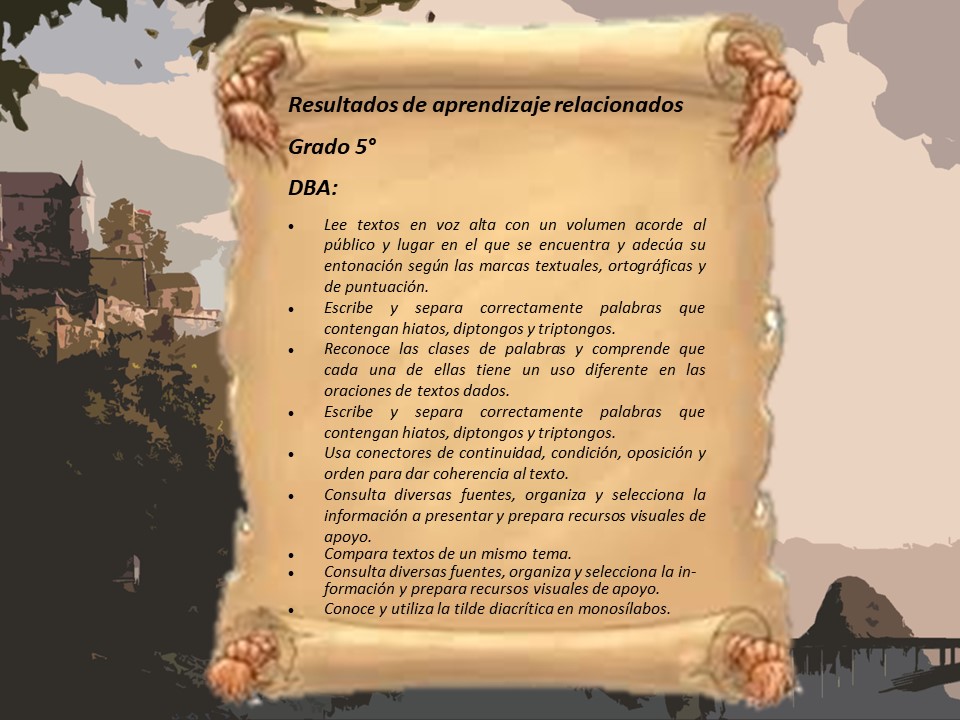 Resultados de aprendizaje relacionados
Grado 5°
DBA:
• Lee textos en voz alta con un volumen acorde al
público y lugar en el que se encuentra y adecúa su
entonación según las marcas textuales, ortográficas y
de puntuación.
• Escribe y separa correctamente palabras que
contengan hiatos, diptongos y triptongos.
• Reconoce las clases de palabras y comprende que
cada una de ellas tiene un uso diferente en las
oraciones de textos dados.
• Escribe y separa correctamente palabras que
contengan hiatos, diptongos y triptongos.
• Usa conectores de continuidad, condición, oposición y
orden para dar coherencia al texto.
• Consulta diversas fuentes, organiza y selecciona la
información a presentar y prepara recursos visuales de
apoyo.
• Compara textos de un mismo tema.
• Consulta diversas fuentes, organiza y selecciona la in-
formación y prepara recursos visuales de apoyo.
• Conoce y utiliza la tilde diacrítica en monosílabos.